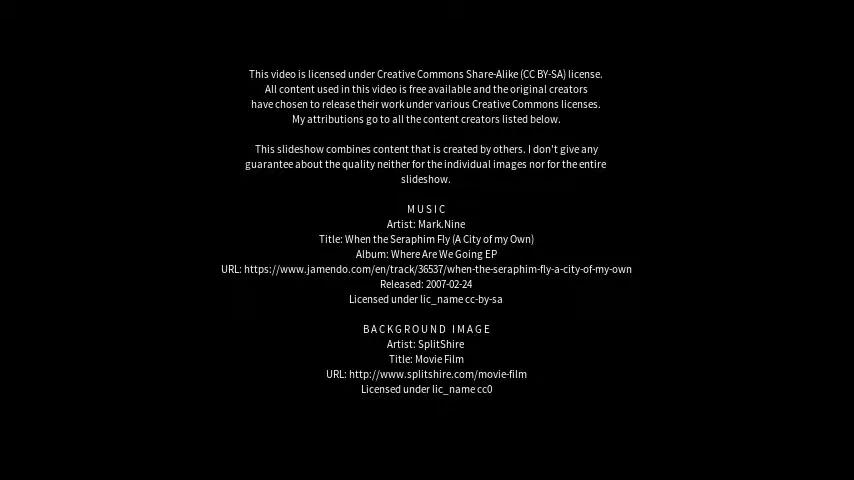 This video is licensed under Creative Commons Share-Alike (CC BY-SA) license.
All content used in this video is free available and the original creators
have chosen to release their work under various Creative Commons licenses.
My attributions go to all the content creators listed below.
This slideshow combines content that is created by others. I don't give any
guarantee about the quality neither for the individual images nor for the entire
slideshow.
MUSIC
Artist: Mark.Nine
Title: When the Seraphim Fly (A City of my Own)
Album: Where Are We Going EP
URL: https://www.jamendo.com/en/track/36537/when-the-seraphim-fly-a-city-of-my-own
Released: 2007-02-24
Licensed under lic_name cc-by-sa
BACKGROUND IMAGE
Artist: SplitShire
Title: Movie Film
URL: http://www.splitshire.com/movie-film
Licensed under lic_name cc0